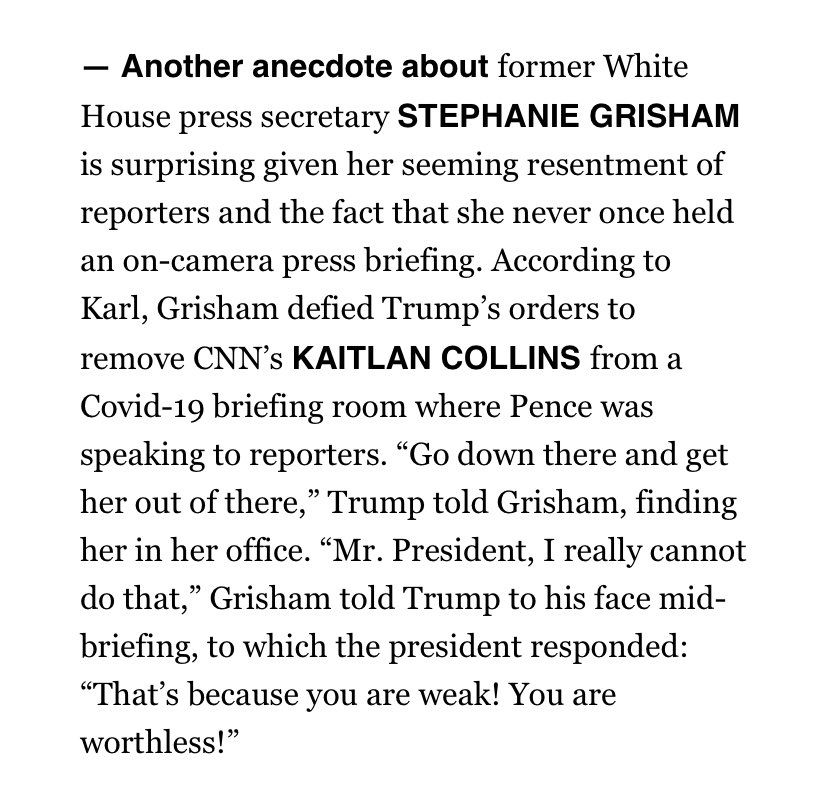 — Another anecdote about former White
House press secretary STEPHANIE GRISHAM
is surprising given her seeming resentment of
reporters and the fact that she never once held
an on-camera press briefing. According to
Karl, Grisham defied Trump’s orders to
remove CNN’s KAITLAN COLLINS from a
Covid-19 briefing room where Pence was
speaking to reporters. “Go down there and get
her out of there,” Trump told Grisham, finding
her in her office. “Mr. President, I really cannot
do that,” Grisham told Trump to his face mid-
briefing, to which the president responded:
“That’s because you are weak! You are
worthless!”